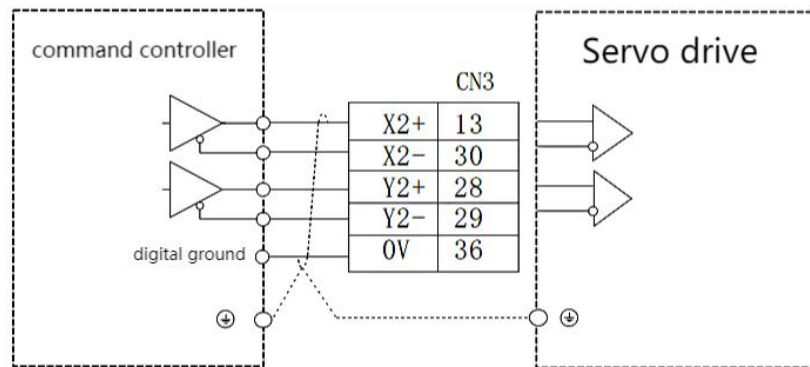 command controller
Servo drive
CN3
X2+ 13
X2- 30
Y2+ 28
Y2- 29
0V 36
digital ground